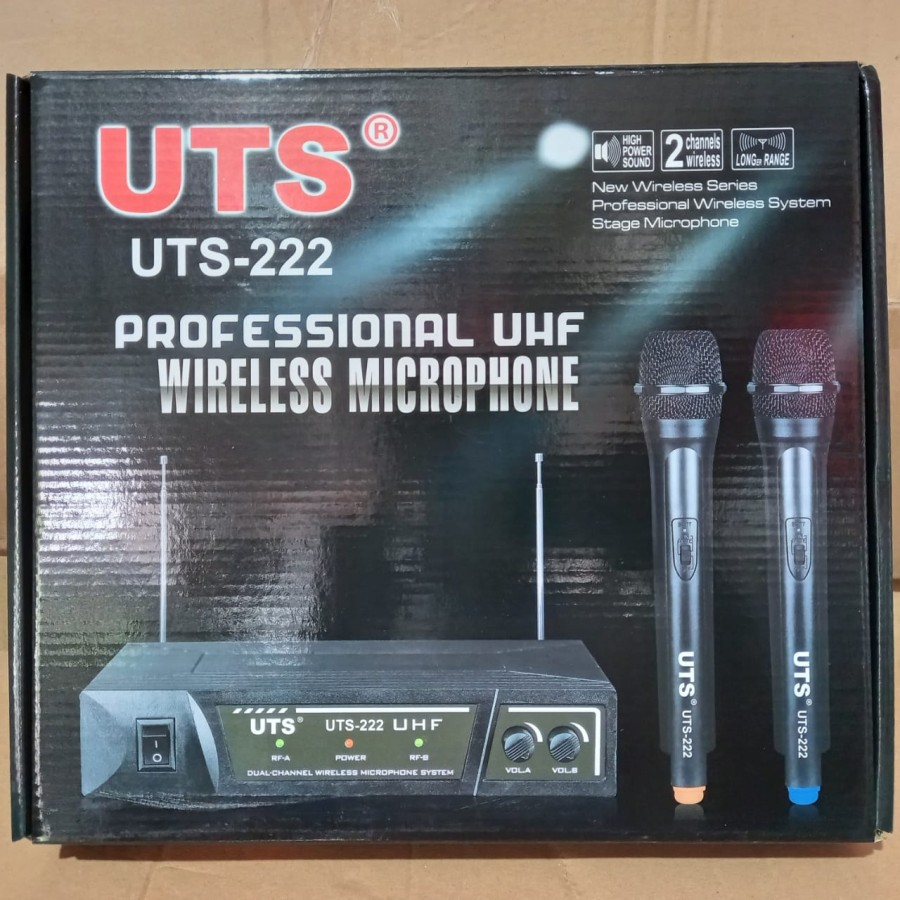 UTS®
UTS-222
HIGH
POWER
SOUND
2 channels
wireless
LONGER RANGE
New Wireless Series
Professional Wireless System
Stage Microphone
PROFESSIONAL UHF
WIRELESS MICROPHONE
UTS® UTS-222 UHF
RF-A POWER RF-B
DUAL-CHANNEL WIRELESS MICROPHONE SYSTEM
VOL.A VOL.B
I
O
UTS® UTS-222
UTS® UTS-222